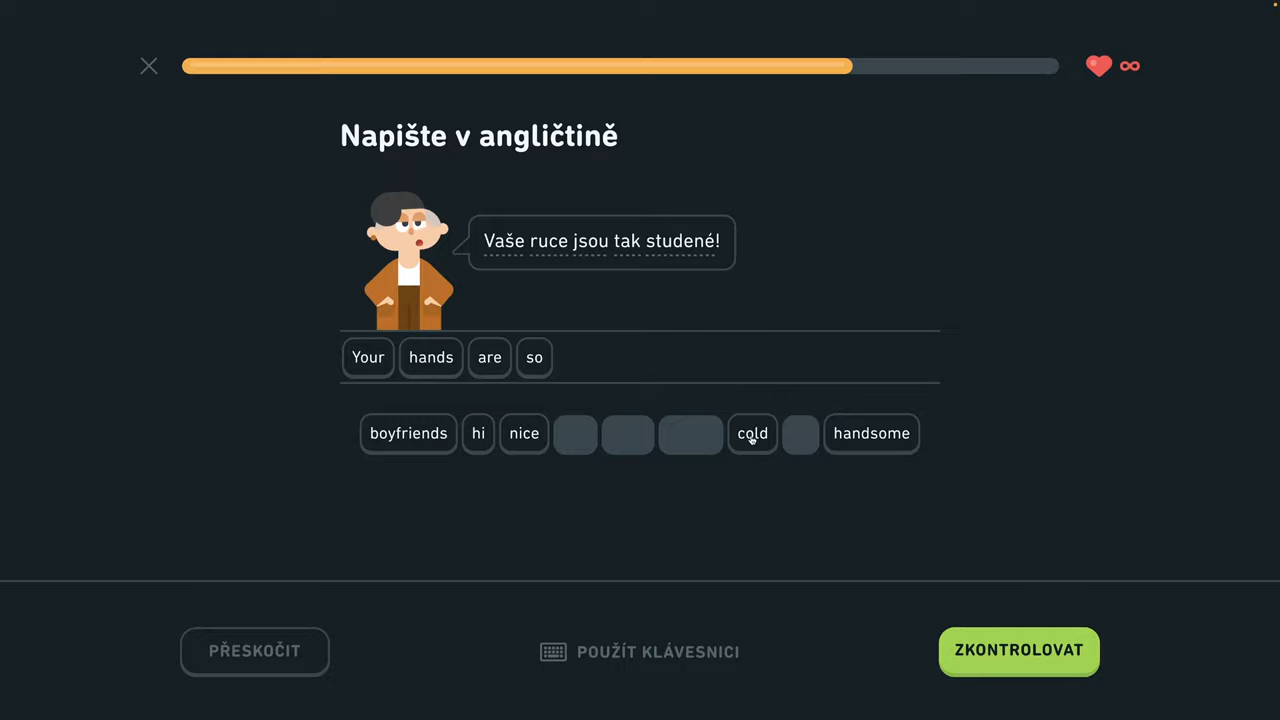 ∞
Napište v angličtině
Vaše ruce jsou tak studené!
Your hands are so
boyfriends hi nice cold handsome
PŘESKOČIT POUŽÍT KLÁVESNICI ZKONTROLOVAT